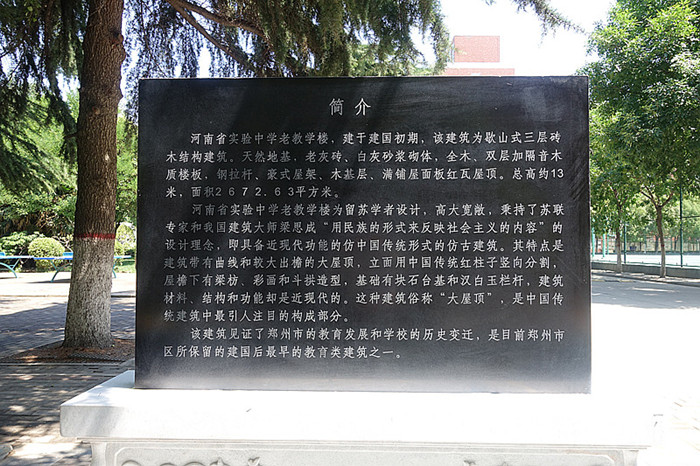 简 介
河南省实验中学老教学楼，建于建国初期，该建筑为歇山式三层砖
木结构建筑。天然地基，老灰砖、白灰砂浆砌体，全木、双层加隔音木
质楼板，钢拉杆、豪式屋架、木基层、满铺屋面板红瓦屋顶。总高约13
米，面积2672.63平方米。
河南省实验中学老教学楼为留苏学者设计，高大宽敞，秉持了苏联
专家和我国建筑大师梁思成“用民族的形式来反映社会主义的内容”的
设计理念，即具备近现代功能的仿中国传统形式的仿古建筑。其特点是
建筑带有曲线和较大出檐的大屋顶，立面用中国传统红柱子竖向分割，
屋檐下有梁枋、彩画和斗拱造型，基础有块石台基和汉白玉栏杆，建筑
材料、结构和功能却是近现代的。这种建筑俗称“大屋顶”，是中国传
统建筑中最引人注目的构成部分。
该建筑见证了郑州市的教育发展和学校的历史变迁，是目前郑州市
区所保留的建国后最早的教育类建筑之一。